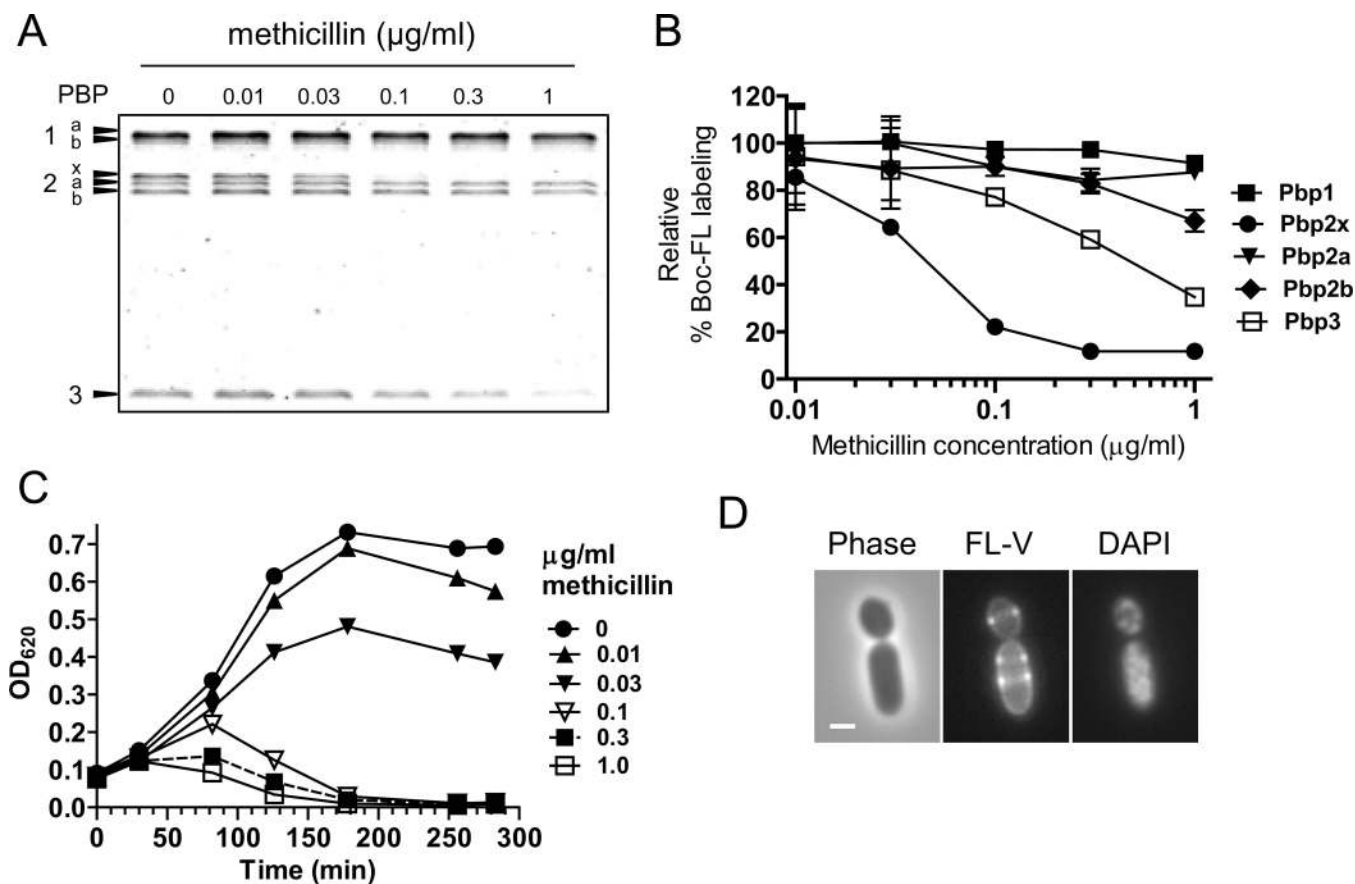 A
methicillin (μg/ml)
PBP 0 0.01 0.03 0.1 0.3 1
1 a
b
x
2 a
b
3
B
120
100
80
60
40
20
0
Relative
% Boc-FL labeling
0.01 0.1 1
Methicillin concentration (μg/ml)
Pbp1
Pbp2x
Pbp2a
Pbp2b
Pbp3
C
0.7
0.6
0.5
0.4
0.3
0.2
0.1
0.0
OD620
0 50 100 150 200 250 300
Time (min)
μg/ml
methicillin
0
0.01
0.03
0.1
0.3
1.0
D
Phase FL-V DAPI